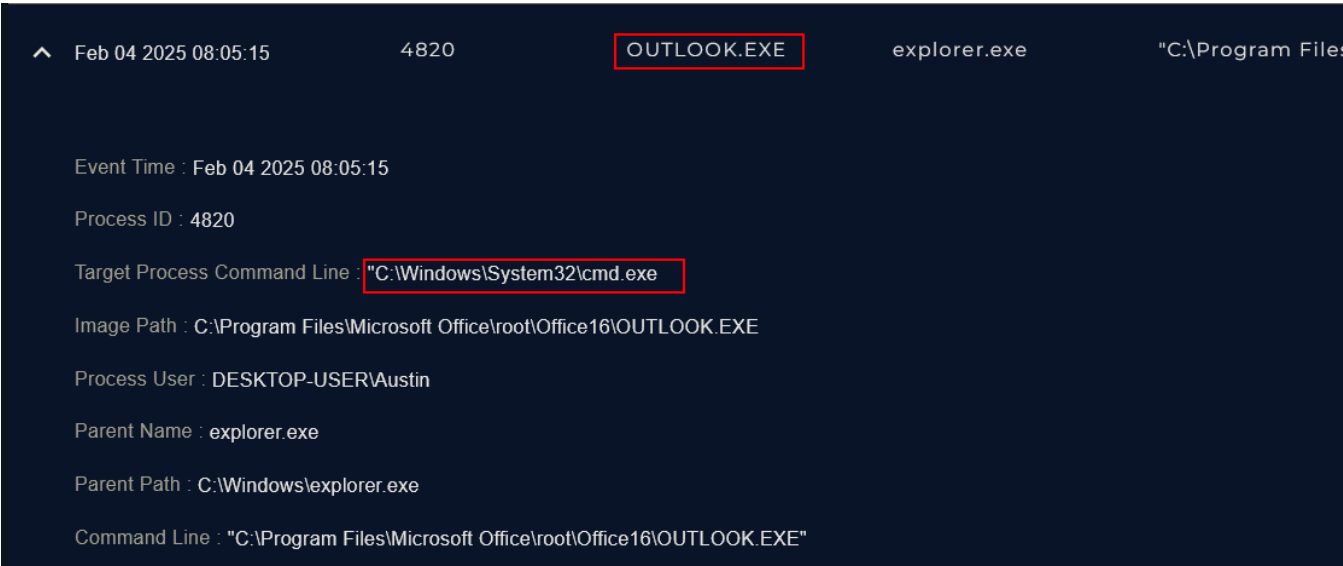 Feb 04 2025 08:05:15 4820 OUTLOOK.EXE explorer.exe "C:\Program Files
Event Time : Feb 04 2025 08:05:15
Process ID : 4820
Target Process Command Line : "C:\Windows\System32\cmd.exe
Image Path : C:\Program Files\Microsoft Office\root\Office16\OUTLOOK.EXE
Process User : DESKTOP-USER\Austin
Parent Name : explorer.exe
Parent Path : C:\Windows\explorer.exe
Command Line : "C:\Program Files\Microsoft Office\root\Office16\OUTLOOK.EXE"